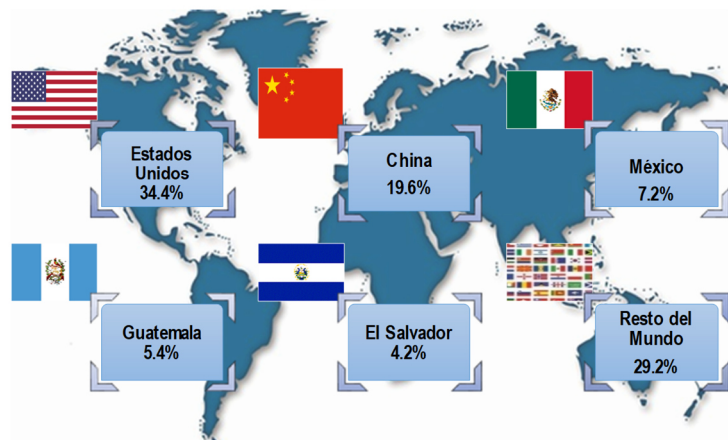 Estados
Unidos
34.4%
China
19.6%
México
7.2%
Guatemala
5.4%
El Salvador
4.2%
Resto del
Mundo
29.2%